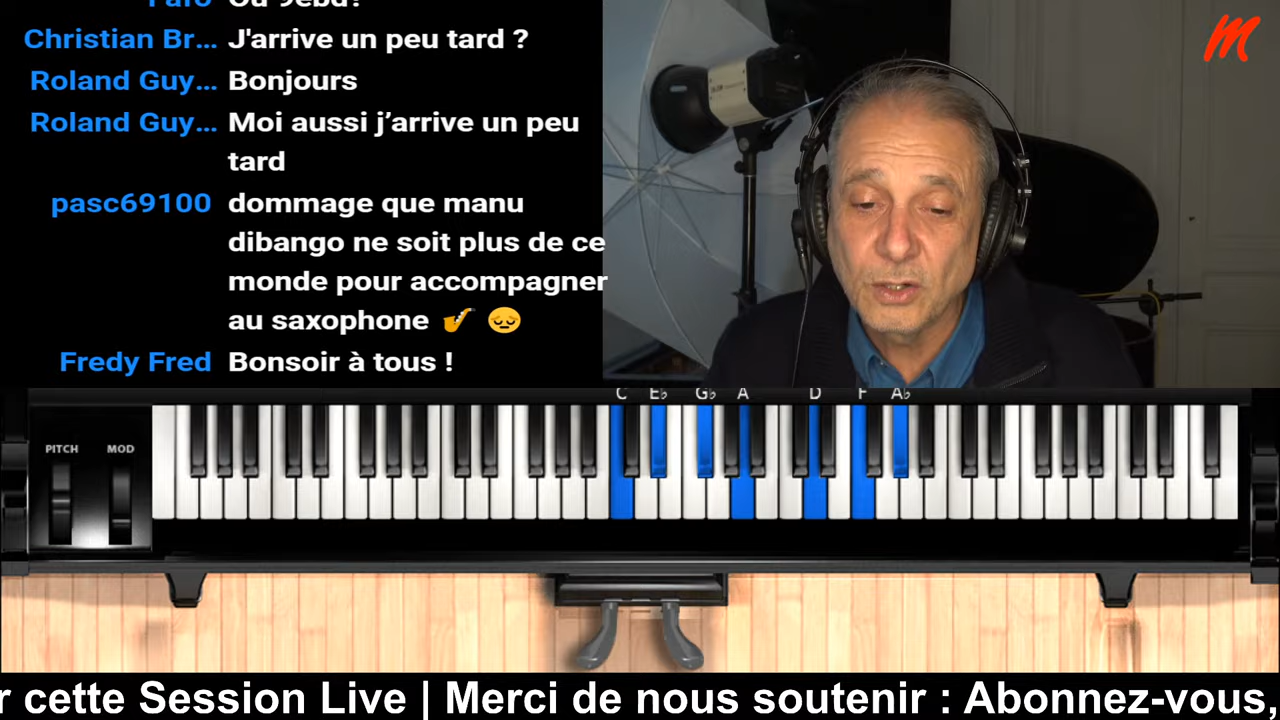 Christian Br... J'arrive un peu tard ?
Roland Guy... Bonjours
Roland Guy... Moi aussi j’arrive un peu
tard
pasc69100 dommage que manu
dibango ne soit plus de ce
monde pour accompagner
au saxophone 🎷 😔
Fredy Fred Bonsoir à tous !
C E♭ G♭ A D F A♭
PITCH MOD
r cette Session Live | Merci de nous soutenir : Abonnez-vous,